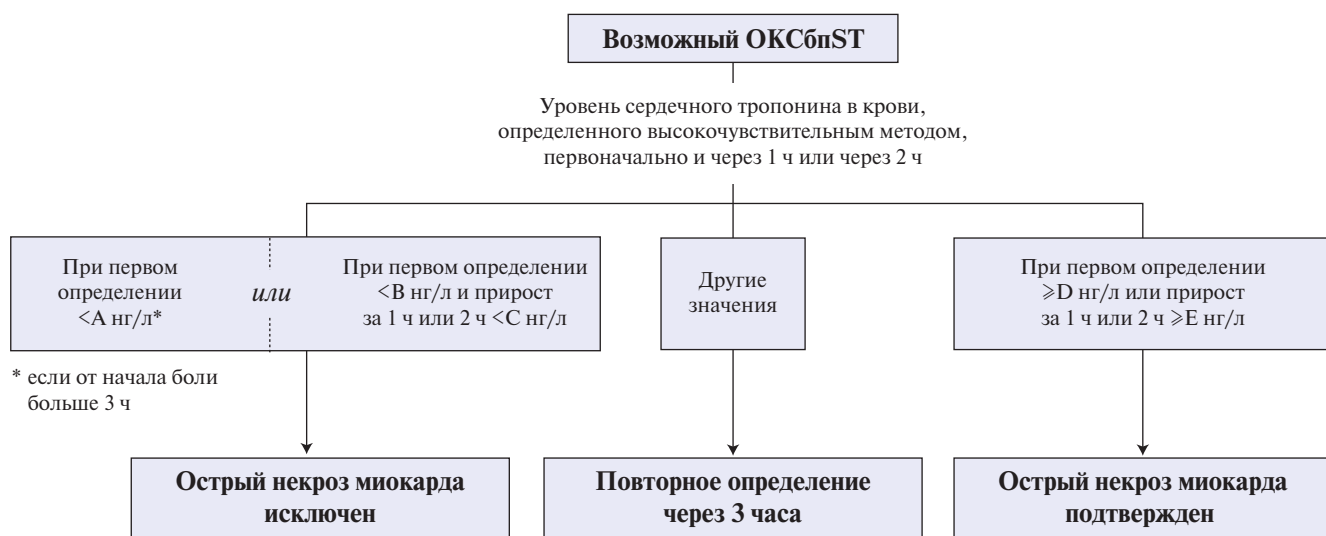 Возможный ОКСбпST
Уровень сердечного тропонина в крови,
определенного высокочувствительным методом,
первоначально и через 1 ч или через 2 ч
При первом
определении
<A нг/л*
или
При первом определении
<B нг/л и прирост
за 1 ч или 2 ч <C нг/л
Другие
значения
При первом определении
⩾D нг/л или прирост
за 1 ч или 2 ч ⩾E нг/л
* если от начала боли
больше 3 ч
Острый некроз миокарда
исключен
Повторное определение
через 3 часа
Острый некроз миокарда
подтвержден